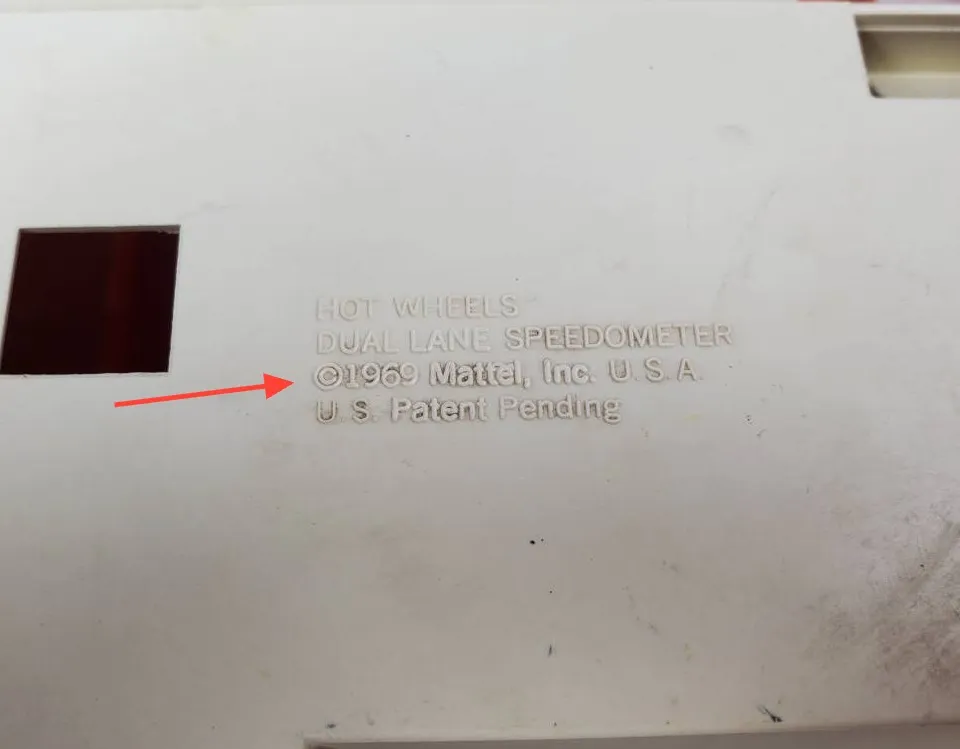 HOT WHEELS
DUAL LANE SPEEDOMETER
©1969 Mattel, Inc. U.S.A.
U.S. Patent Pending